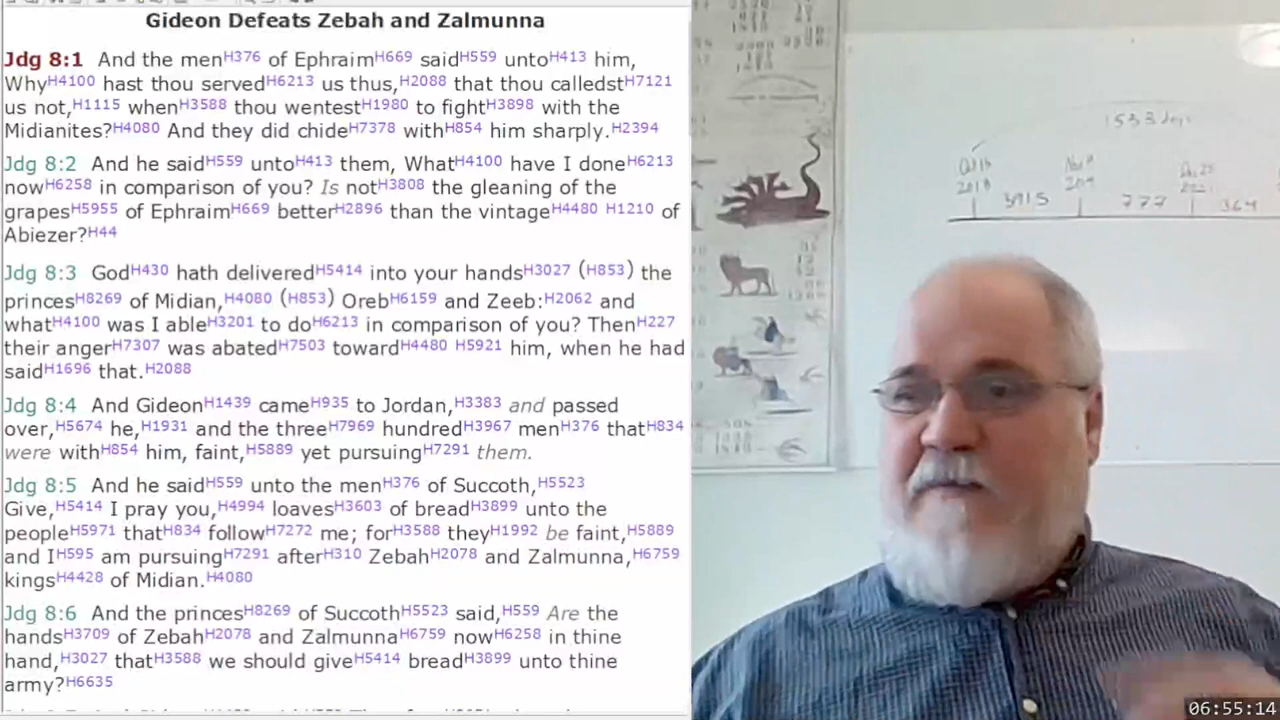 Gideon Defeats Zebah and Zalmunna
Jdg 8:1 And the menH376 of EphraimH669 saidH559 untoH413 him,
WhyH4100 hast thou servedH6213 us thus,H2088 that thou calledstH7121
us not,H1115 whenH3588 thou wentestH1980 to fightH3898 with the
Midianites?H4080 And they did chideH7378 withH854 him sharply.H2394
Jdg 8:2 And he saidH559 untoH413 them, WhatH4100 have I doneH6213
nowH6258 in comparison of you? Is notH3808 the gleaning of the
grapesH5955 of EphraimH669 betterH2896 than the vintageH4480 H1210 of
Abiezer?H44
Jdg 8:3 GodH430 hath deliveredH5414 into your handsH3027 (H853) the
princesH8269 of Midian,H4080 (H853) OrebH6159 and Zeeb:H2062 and
whatH4100 was I ableH3201 to doH6213 in comparison of you? ThenH227
their angerH7307 was abatedH7503 towardH4480 H5921 him, when he had
saidH1696 that.H2088
Jdg 8:4 And GideonH1439 cameH935 to Jordan,H3383 and passed
over,H5674 he,H1931 and the threeH7969 hundredH3967 menH376 thatH834
were withH854 him, faint,H5889 yet pursuingH7291 them.
Jdg 8:5 And he saidH559 unto the menH376 of Succoth,H5523
Give,H5414 I pray you,H4994 loavesH3603 of breadH3899 unto the
peopleH5971 thatH834 followH7272 me; forH3588 theyH1992 be faint,H5889
and IH595 am pursuingH7291 afterH310 ZebahH2078 and Zalmunna,H6759
kingsH4428 of Midian.H4080
Jdg 8:6 And the princesH8269 of SuccothH5523 said,H559 Are the
handsH3709 of ZebahH2078 and ZalmunnaH6759 nowH6258 in thine
hand,H3027 thatH3588 we should giveH5414 breadH3899 unto thine
army?H6635
1533 days
2018
777
364
06:55:14